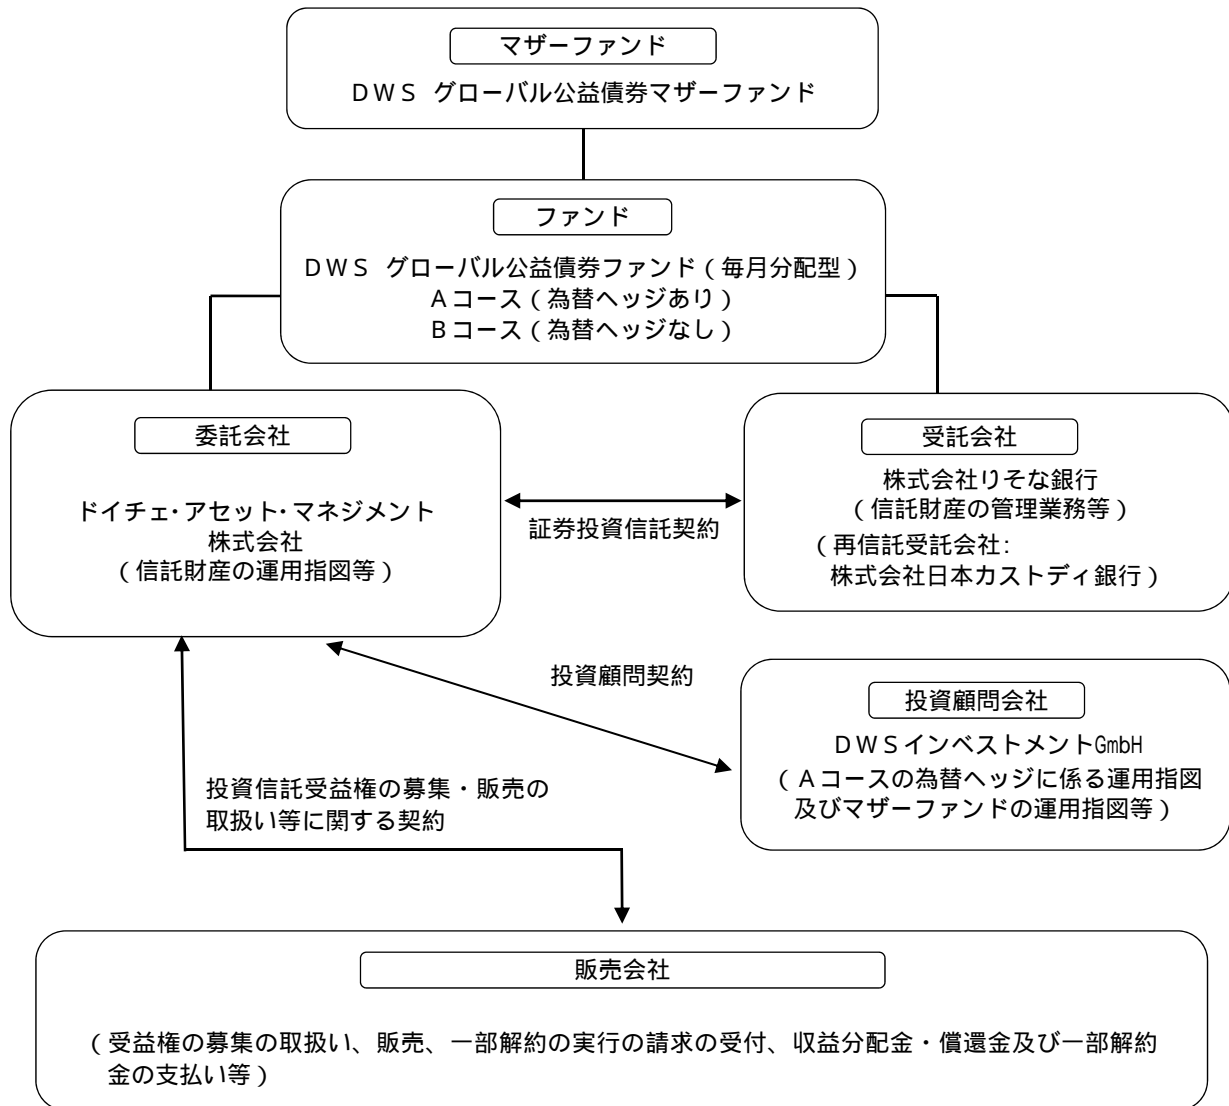 マザーファンド
DWS グローバル公益債券マザーファンド
ファンド
DWS グローバル公益債券ファンド(毎月分配型)
Aコース(為替ヘッジあり)
Bコース(為替ヘッジなし)
委託会社
ドイチェ・アセット・マネジメント
株式会社
(信託財産の運用指図等)
証券投資信託契約
受託会社
株式会社りそな銀行
(信託財産の管理業務等)
(再信託受託会社:
株式会社日本カストディ銀行)
投資顧問契約
投資顧問会社
DWSインベストメントGmbH
(Aコースの為替ヘッジに係る運用指図
及びマザーファンドの運用指図等)
投資信託受益権の募集・販売の
取扱い等に関する契約
販売会社
(受益権の募集の取扱い、販売、一部解約の実行の請求の受付、収益分配金・償還金及び一部解約
金の支払い等)